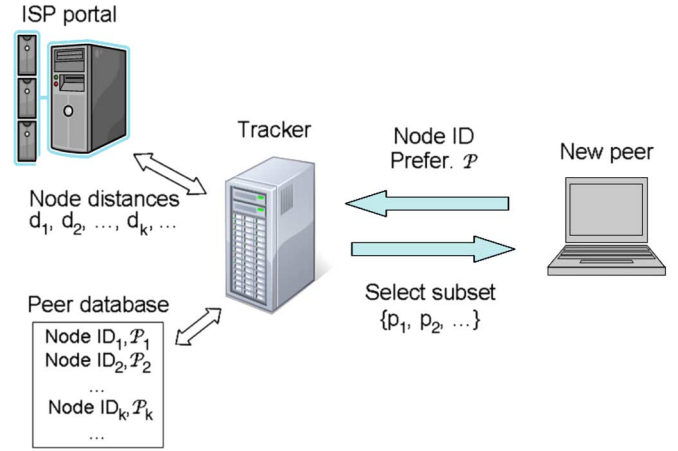 ISP portal
Tracker
Node ID
Prefer. 𝒫
New peer
Node distances
d₁, d₂, ..., dₖ, ...
Select subset
{p₁, p₂, ...}
Peer database
Node ID₁,𝒫₁
Node ID₂,𝒫₂
...
Node IDₖ,𝒫ₖ
...